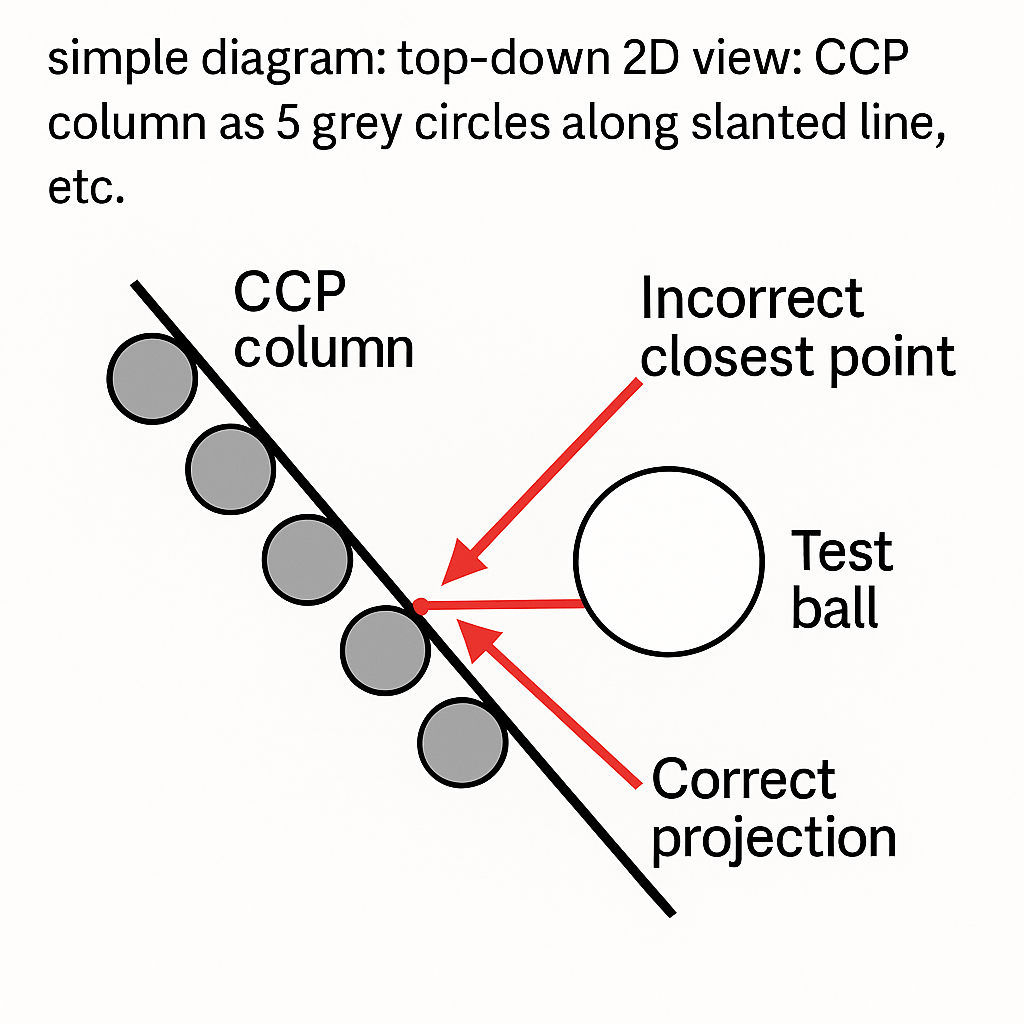 simple diagram: top-down 2D view: CCP
column as 5 grey circles along slanted line,
etc.
CCP
column
Incorrect
closest point
Test
ball
Correct
projection